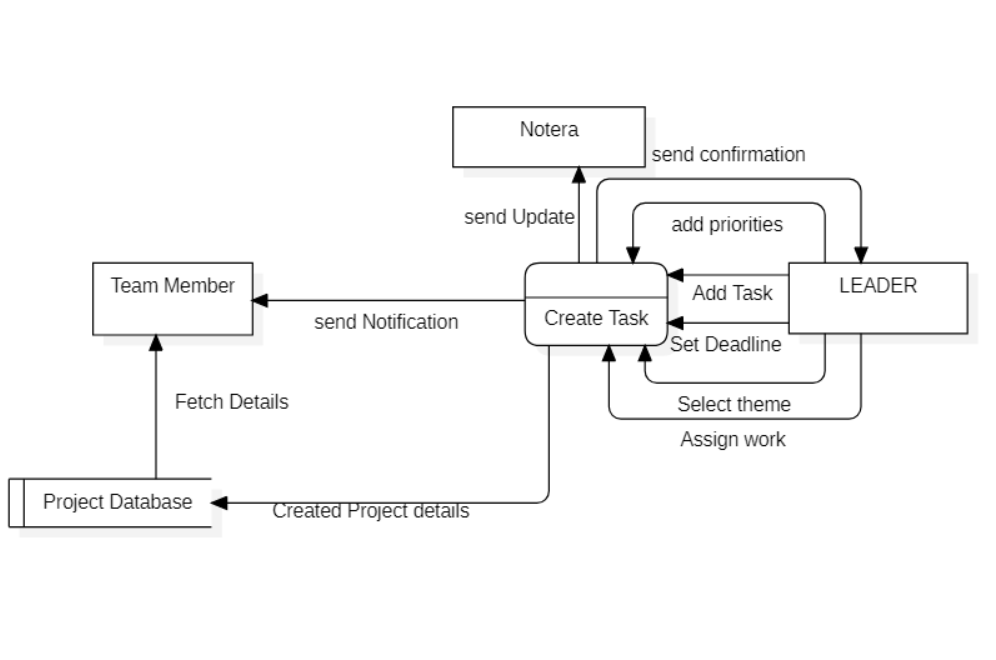 Notera
send confirmation
send Update
add priorities
Team Member
LEADER
Add Task
send Notification
Create Task
Set Deadline
Fetch Details
Select theme
Assign work
Project Database
Created Project details